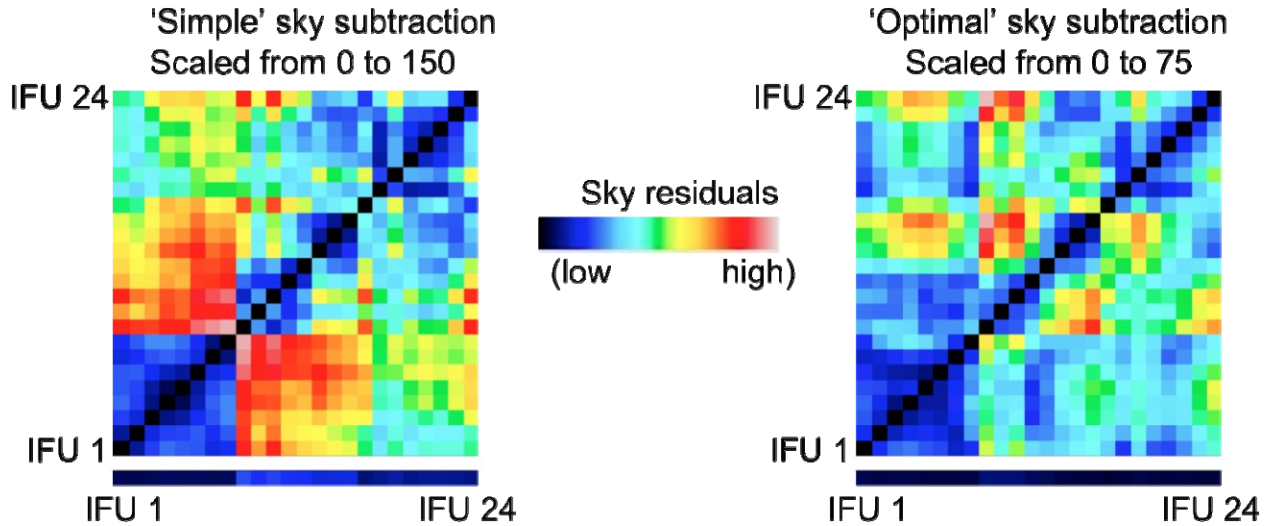 ‘Simple’ sky subtraction
Scaled from 0 to 150
IFU 24
IFU 1
IFU 1 IFU 24
Sky residuals
(low high)
‘Optimal’ sky subtraction
Scaled from 0 to 75
IFU 24
IFU 1
IFU 1 IFU 24